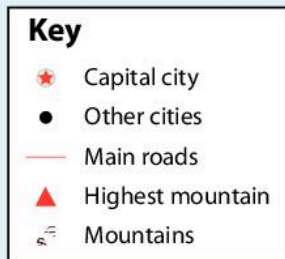 Key
Capital city
Other cities
Main roads
Highest mountain
Mountains